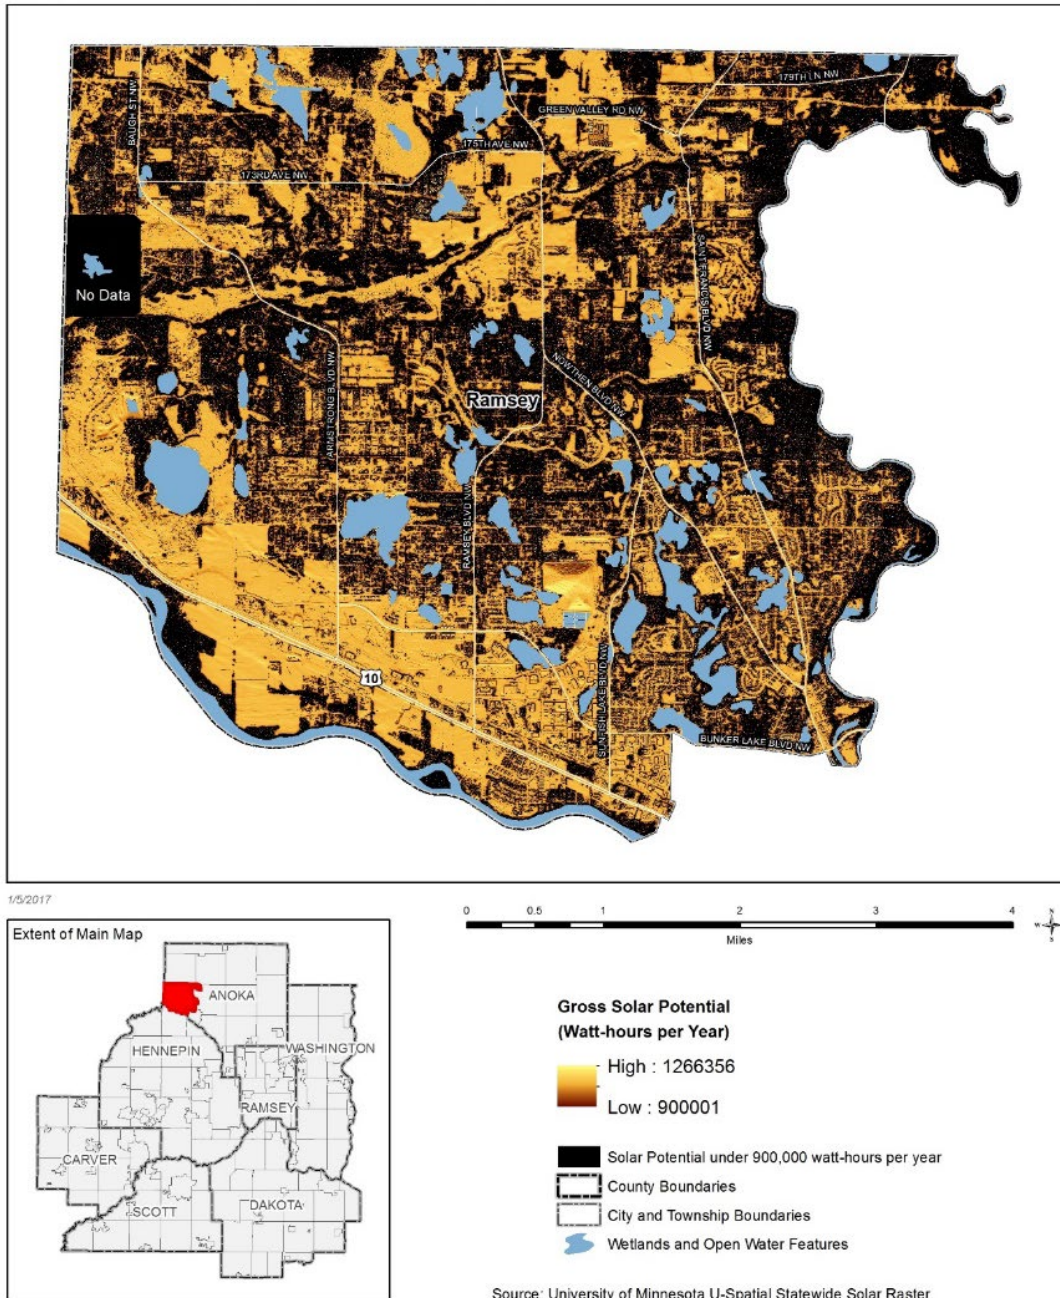 179TH LN NW
BAUGH ST NW
GREEN VALLEY RD NW
175TH AVE NW
173RD AVE NW
SAINT FRANCIS BLVD NW
No Data
ARMSTRONG BLVD NW
NOWTHEN BLVD NW
Ramsey
RAMSEY BLVD NW
10
SUNFISH LAKE BLVD NW
BUNKER LAKE BLVD NW
1/5/2017
0 0.5 1 2 3 4
Miles
N
W E
S
Extent of Main Map
ANOKA
HENNEPIN
WASHINGTON
RAMSEY
CARVER
SCOTT
DAKOTA
Gross Solar Potential
(Watt-hours per Year)
High : 1266356
Low : 900001
Solar Potential under 900,000 watt-hours per year
County Boundaries
City and Township Boundaries
Wetlands and Open Water Features
Source: University of Minnesota U-Spatial Statewide Solar Raster